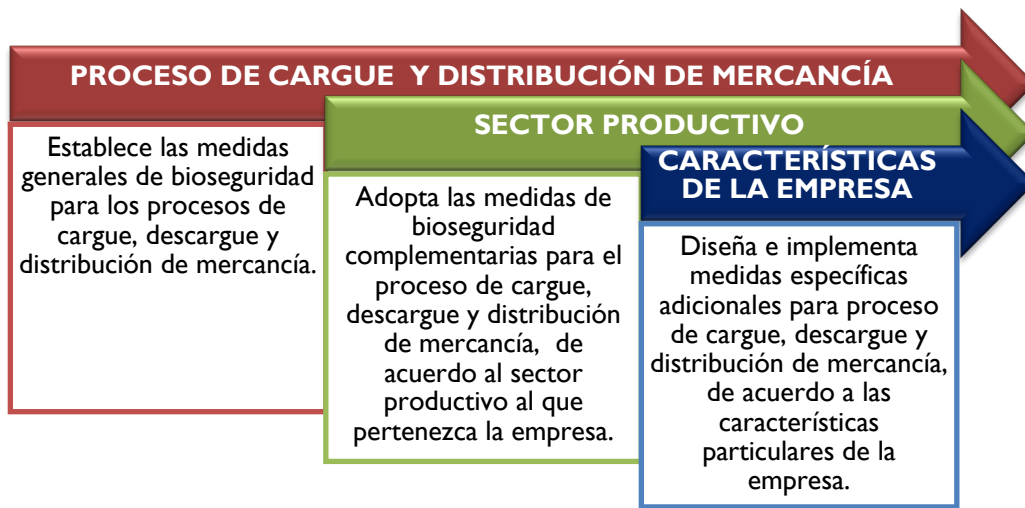 PROCESO DE CARGUE Y DISTRIBUCIÓN DE MERCANCÍA
Establece las medidas
generales de bioseguridad
para los procesos de
cargue, descargue y
distribución de mercancía.
SECTOR PRODUCTIVO
Adopta las medidas de
bioseguridad
complementarias para el
proceso de cargue,
descargue y distribución
de mercancía, de
acuerdo al sector
productivo al que
pertenezca la empresa.
CARACTERÍSTICAS
DE LA EMPRESA
Diseña e implementa
medidas específicas
adicionales para proceso
de cargue, descargue y
distribución de mercancía,
de acuerdo a las
características
particulares de la
empresa.